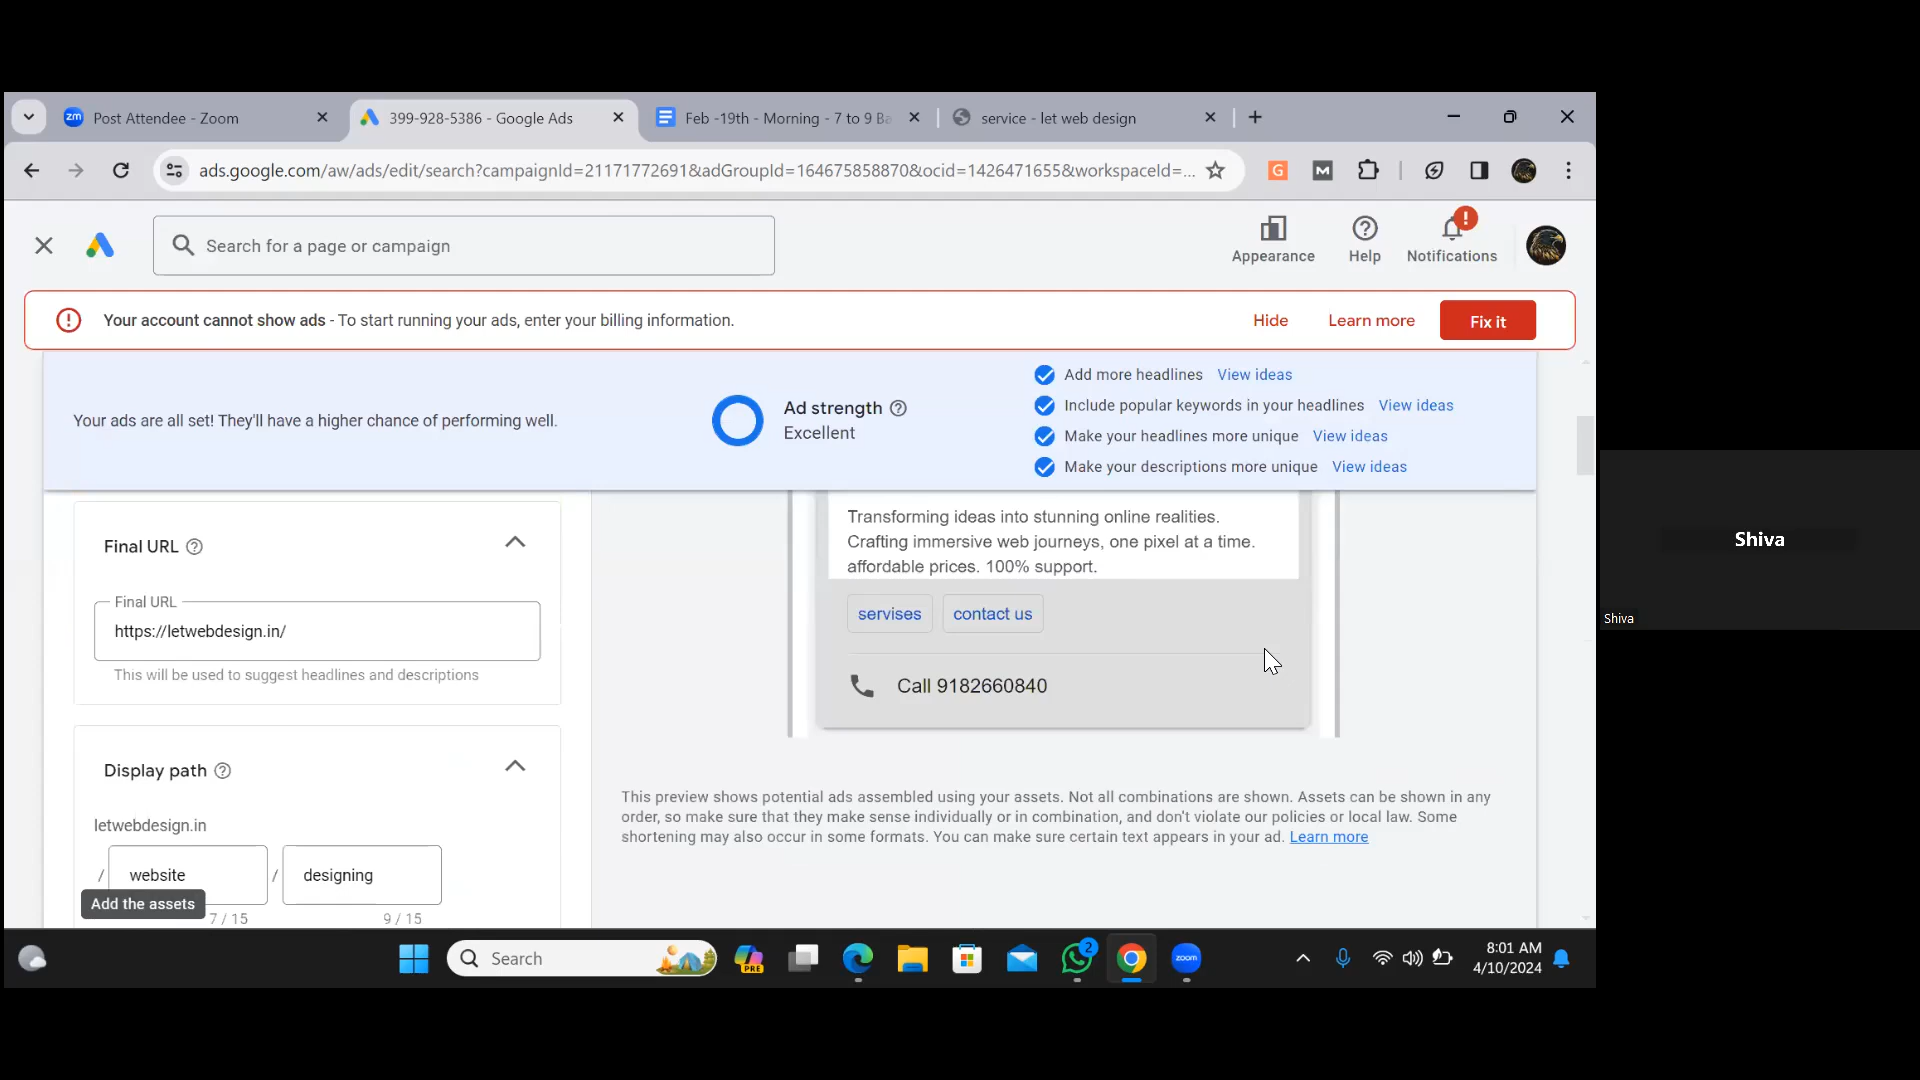 zm Post Attendee - Zoom
399-928-5386 - Google Ads
Feb -19th - Morning - 7 to 9 Ba
service - let web design
ads.google.com/aw/ads/edit/search?campaignId=21171772691&adGroupId=164675858870&ocid=1426471655&workspaceId=...
G
M
Search for a page or campaign
Appearance
Help
Notifications
Your account cannot show ads - To start running your ads, enter your billing information.
Hide
Learn more
Fix it
Your ads are all set! They'll have a higher chance of performing well.
Ad strength
Excellent
Add more headlines View ideas
Include popular keywords in your headlines View ideas
Make your headlines more unique View ideas
Make your descriptions more unique View ideas
Final URL
Final URL
https://letwebdesign.in/
This will be used to suggest headlines and descriptions
Display path
letwebdesign.in
/ website / designing
Add the assets
7 / 15
9 / 15
Transforming ideas into stunning online realities.
Crafting immersive web journeys, one pixel at a time.
affordable prices. 100% support.
servises
contact us
Call 9182660840
This preview shows potential ads assembled using your assets. Not all combinations are shown. Assets can be shown in any
order, so make sure that they make sense individually or in combination, and don't violate our policies or local law. Some
shortening may also occur in some formats. You can make sure certain text appears in your ad. Learn more
Shiva
Shiva
Search
PRE
2
zoom
8:01 AM
4/10/2024